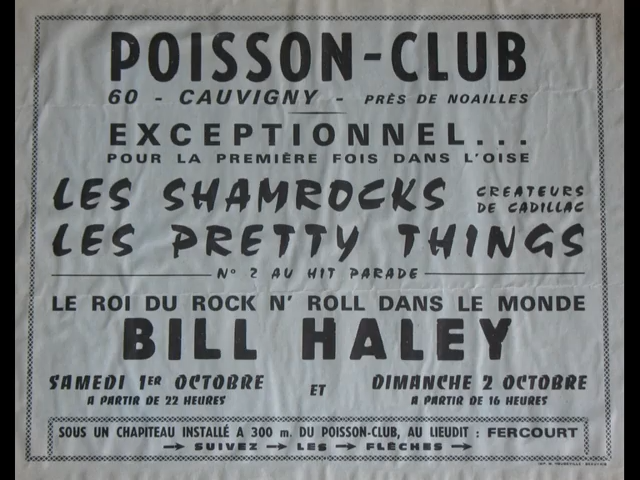 POISSON-CLUB
60 - CAUVIGNY - PRÈS DE NOAILLES
EXCEPTIONNEL...
POUR LA PREMIÈRE FOIS DANS L'OISE
LES SHAMROCKS CREATEURS DE CADILLAC
LES PRETTY THINGS
N° 2 AU HIT PARADE
LE ROI DU ROCK N' ROLL DANS LE MONDE
BILL HALEY
SAMEDI 1ER OCTOBRE ET DIMANCHE 2 OCTOBRE
A PARTIR DE 22 HEURES A PARTIR DE 16 HEURES
SOUS UN CHAPITEAU INSTALLÉ A 300 m. DU POISSON-CLUB, AU LIEUDIT : FERCOURT
→ SUIVEZ → LES → FLÈCHES →